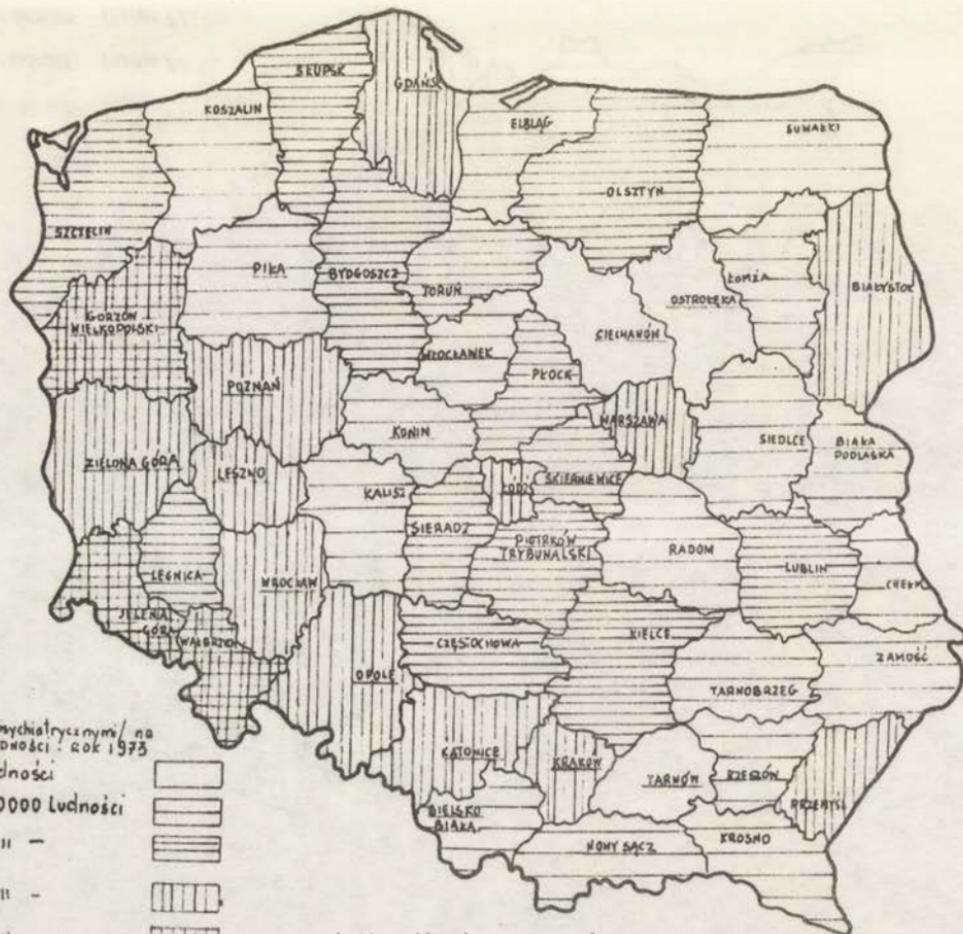 SŁUPSK
GDAŃSK
KOSZALIN
ELBLĄG
SUWAŁKI
OLSZTYN
SZCZECIN
PIŁA
BYDGOSZCZ
TORUŃ
ŁOMŻA
OSTROŁĘKA
BIAŁYSTOK
GORZÓW
WIELKOPOLSKI
CIECHANÓW
WŁOCŁAWEK
PŁOCK
POZNAŃ
WARSZAWA
KONIN
SIEDLCE
BIAŁA
PODLASKA
ZIELONA GÓRA
LESZNO
KALISZ
ŁÓDŹ
SKIERNIEWICE
SIERADZ
PIOTRKÓW
TRYBUNALSKI
RADOM
LUBLIN
CHEŁM
LEGNICA
WROCŁAW
JELENIA
GÓRA
WAŁBRZYCH
CZĘSTOCHOWA
KIELCE
ZAMOŚĆ
OPOLE
TARNOBRZEG
KATOWICE
KRAKÓW
TARNÓW
RZESZÓW
PRZEMYŚL
BIELSKO
BIAŁA
NOWY SĄCZ
KROSNO
psychiatrycznymi/ na
ludności - ROK 1973
ludności
0000 Ludności
" -
" -